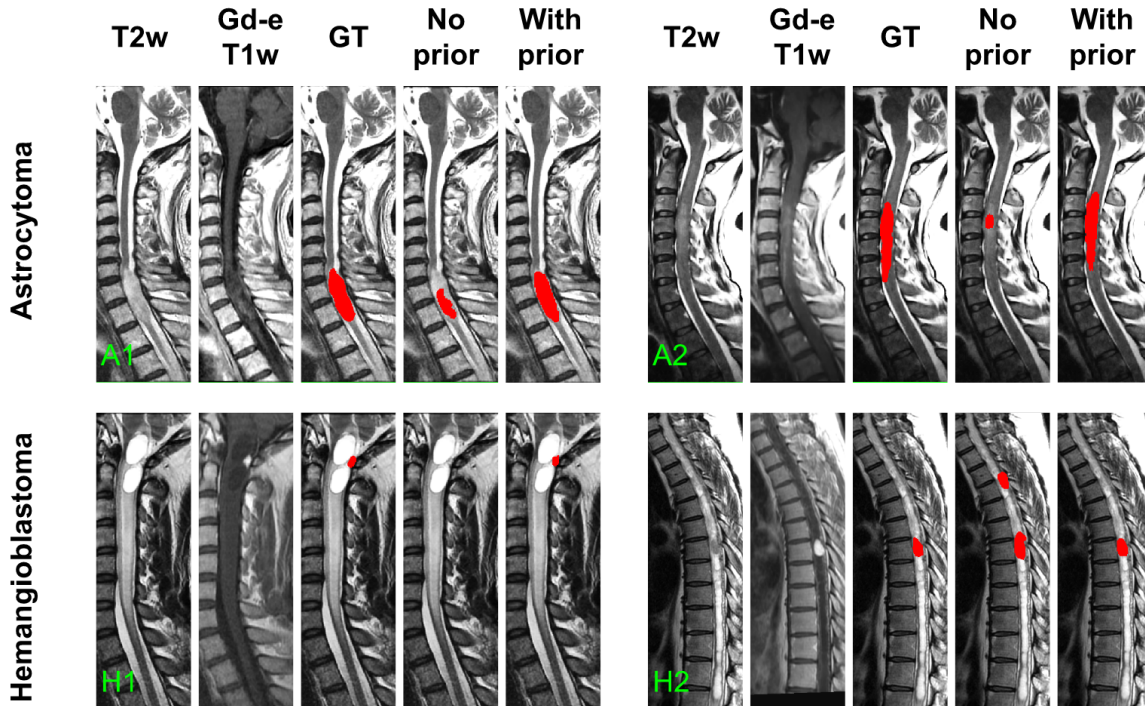 T2w Gd-e T1w GT No prior With prior T2w Gd-e T1w GT No prior With prior
Astrocytoma
A1 A2
Hemangioblastoma
H1 H2